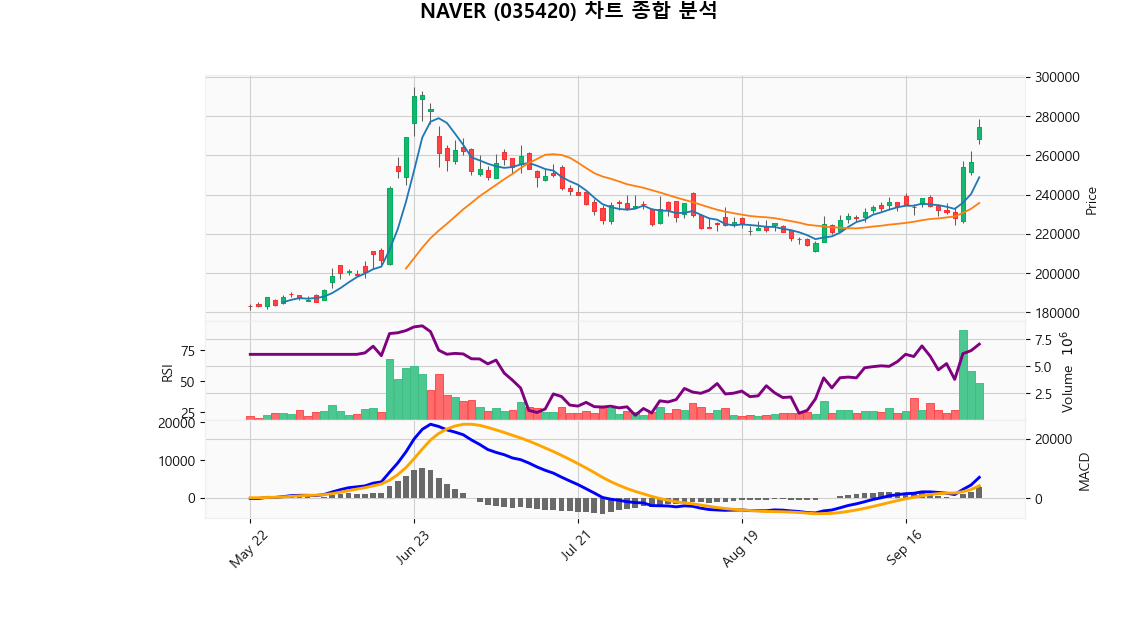 NAVER (035420) 차트 종합 분석
300000
280000
260000
240000
220000
200000
180000
Price
75
50
25
RSI
7.5
5.0
2.5
Volume 10^6
20000
10000
0
20000
0
MACD
May 22
Jun 23
Jul 21
Aug 19
Sep 16